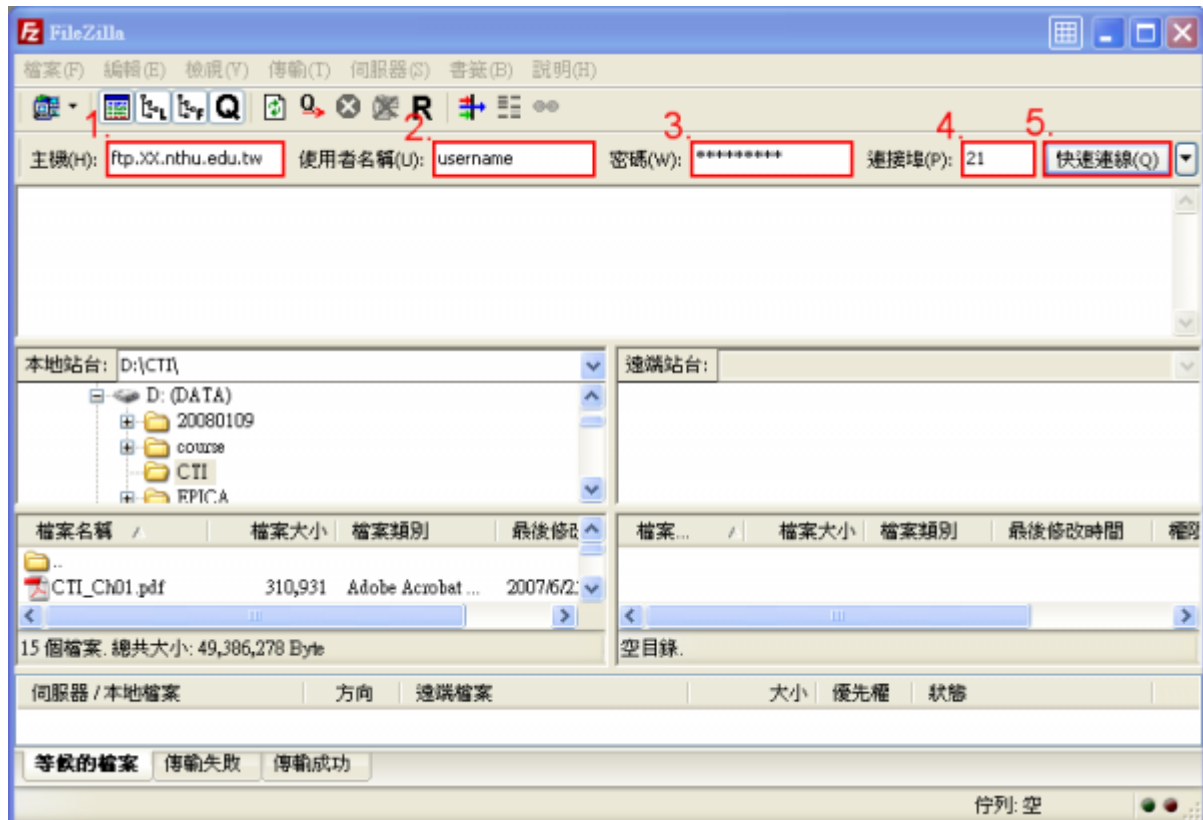 FileZilla
檔案(F) 編輯(E) 檢視(V) 傳輸(T) 伺服器(S) 書籤(B) 說明(H)
1. 2. 3. 4. 5.
主機(H): ftp.XX.nthu.edu.tw 使用者名稱(U): username 密碼(W): ********* 連接埠(P): 21 快速連線(Q)
本地站台: D:\CTI\ 遠端站台:
D: (DATA)
20080109
course
CTI
EPICA
檔案名稱 檔案大小 檔案類別 最後修改 檔案... 檔案大小 檔案類別 最後修改時間 權限
..
CTI_Ch01.pdf 310,931 Adobe Acrobat ... 2007/6/2
15 個檔案. 總共大小: 49,386,278 Byte 空目錄.
伺服器 / 本地檔案 方向 遠端檔案 大小 優先權 狀態
等候的檔案 傳輸失敗 傳輸成功
佇列: 空